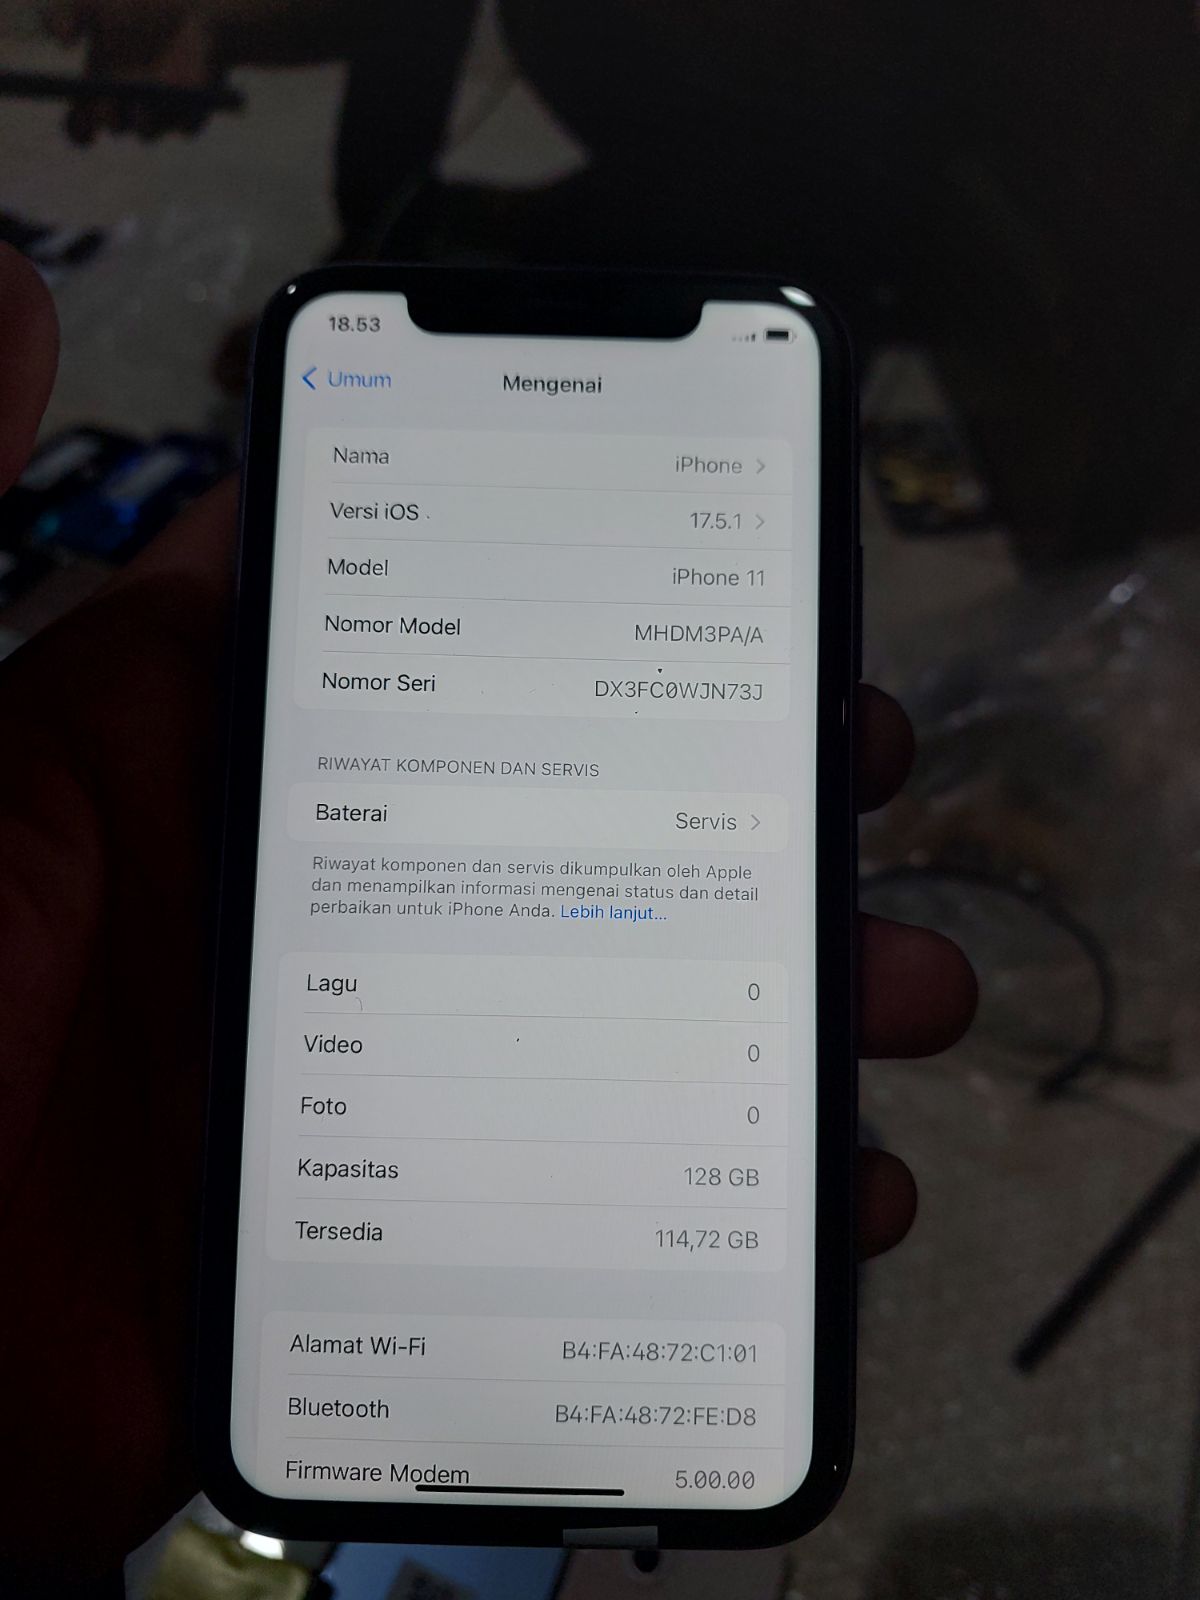 18.53
Umum
Mengenai
Nama iPhone
Versi iOS 17.5.1
Model iPhone 11
Nomor Model MHDM3PA/A
Nomor Seri DX3FC0WJN73J
RIWAYAT KOMPONEN DAN SERVIS
Baterai Servis
Riwayat komponen dan servis dikumpulkan oleh Apple
dan menampilkan informasi mengenai status dan detail
perbaikan untuk iPhone Anda. Lebih lanjut...
Lagu 0
Video 0
Foto 0
Kapasitas 128 GB
Tersedia 114,72 GB
Alamat Wi-Fi B4:FA:48:72:C1:01
Bluetooth B4:FA:48:72:FE:D8
Firmware Modem 5.00.00